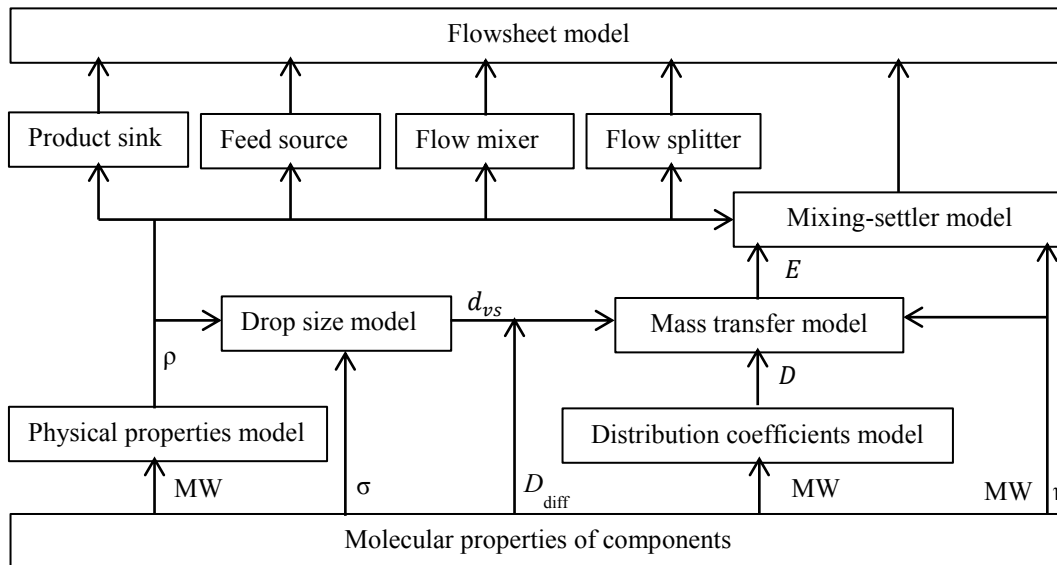 Flowsheet model
Product sink
Feed source
Flow mixer
Flow splitter
Mixing-settler model
E
Drop size model
d_vs
Mass transfer model
ρ
D
Physical properties model
Distribution coefficients model
MW
σ
D_diff
MW
MW
Molecular properties of components